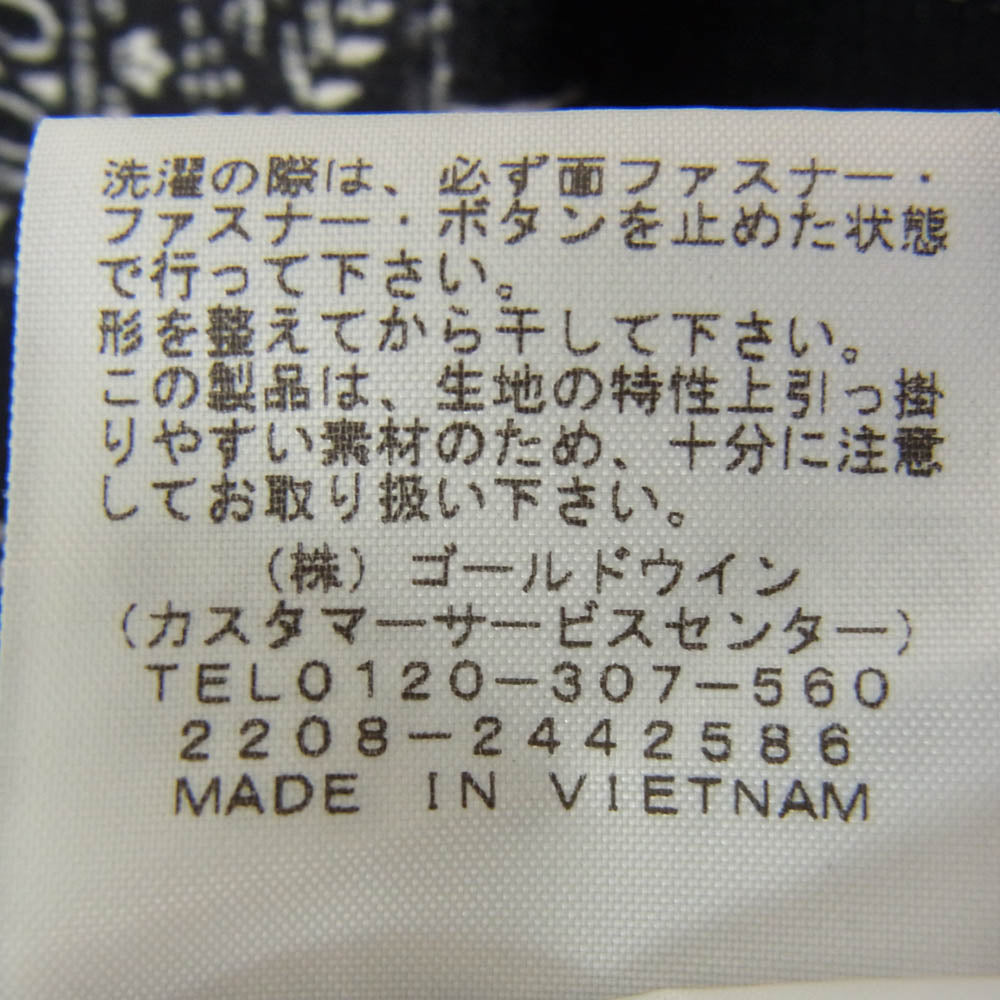 洗濯の際は、必ず面ファスナー・
ファスナー・ボタンを止めた状態
で行って下さい。
形を整えてから干して下さい。
この製品は、生地の特性上引っ掛
りやすい素材のため、十分に注意
してお取り扱い下さい。
(株)ゴールドウイン
(カスタマーサービスセンター)
TEL0120-307-560
2208-2442586
MADE IN VIETNAM